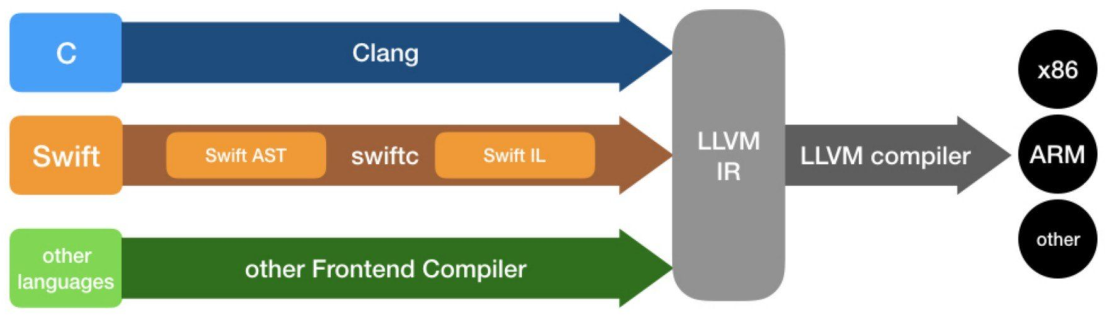 C
Clang
Swift
Swift AST
swiftc
Swift IL
other
languages
other Frontend Compiler
LLVM
IR
LLVM compiler
x86
ARM
other